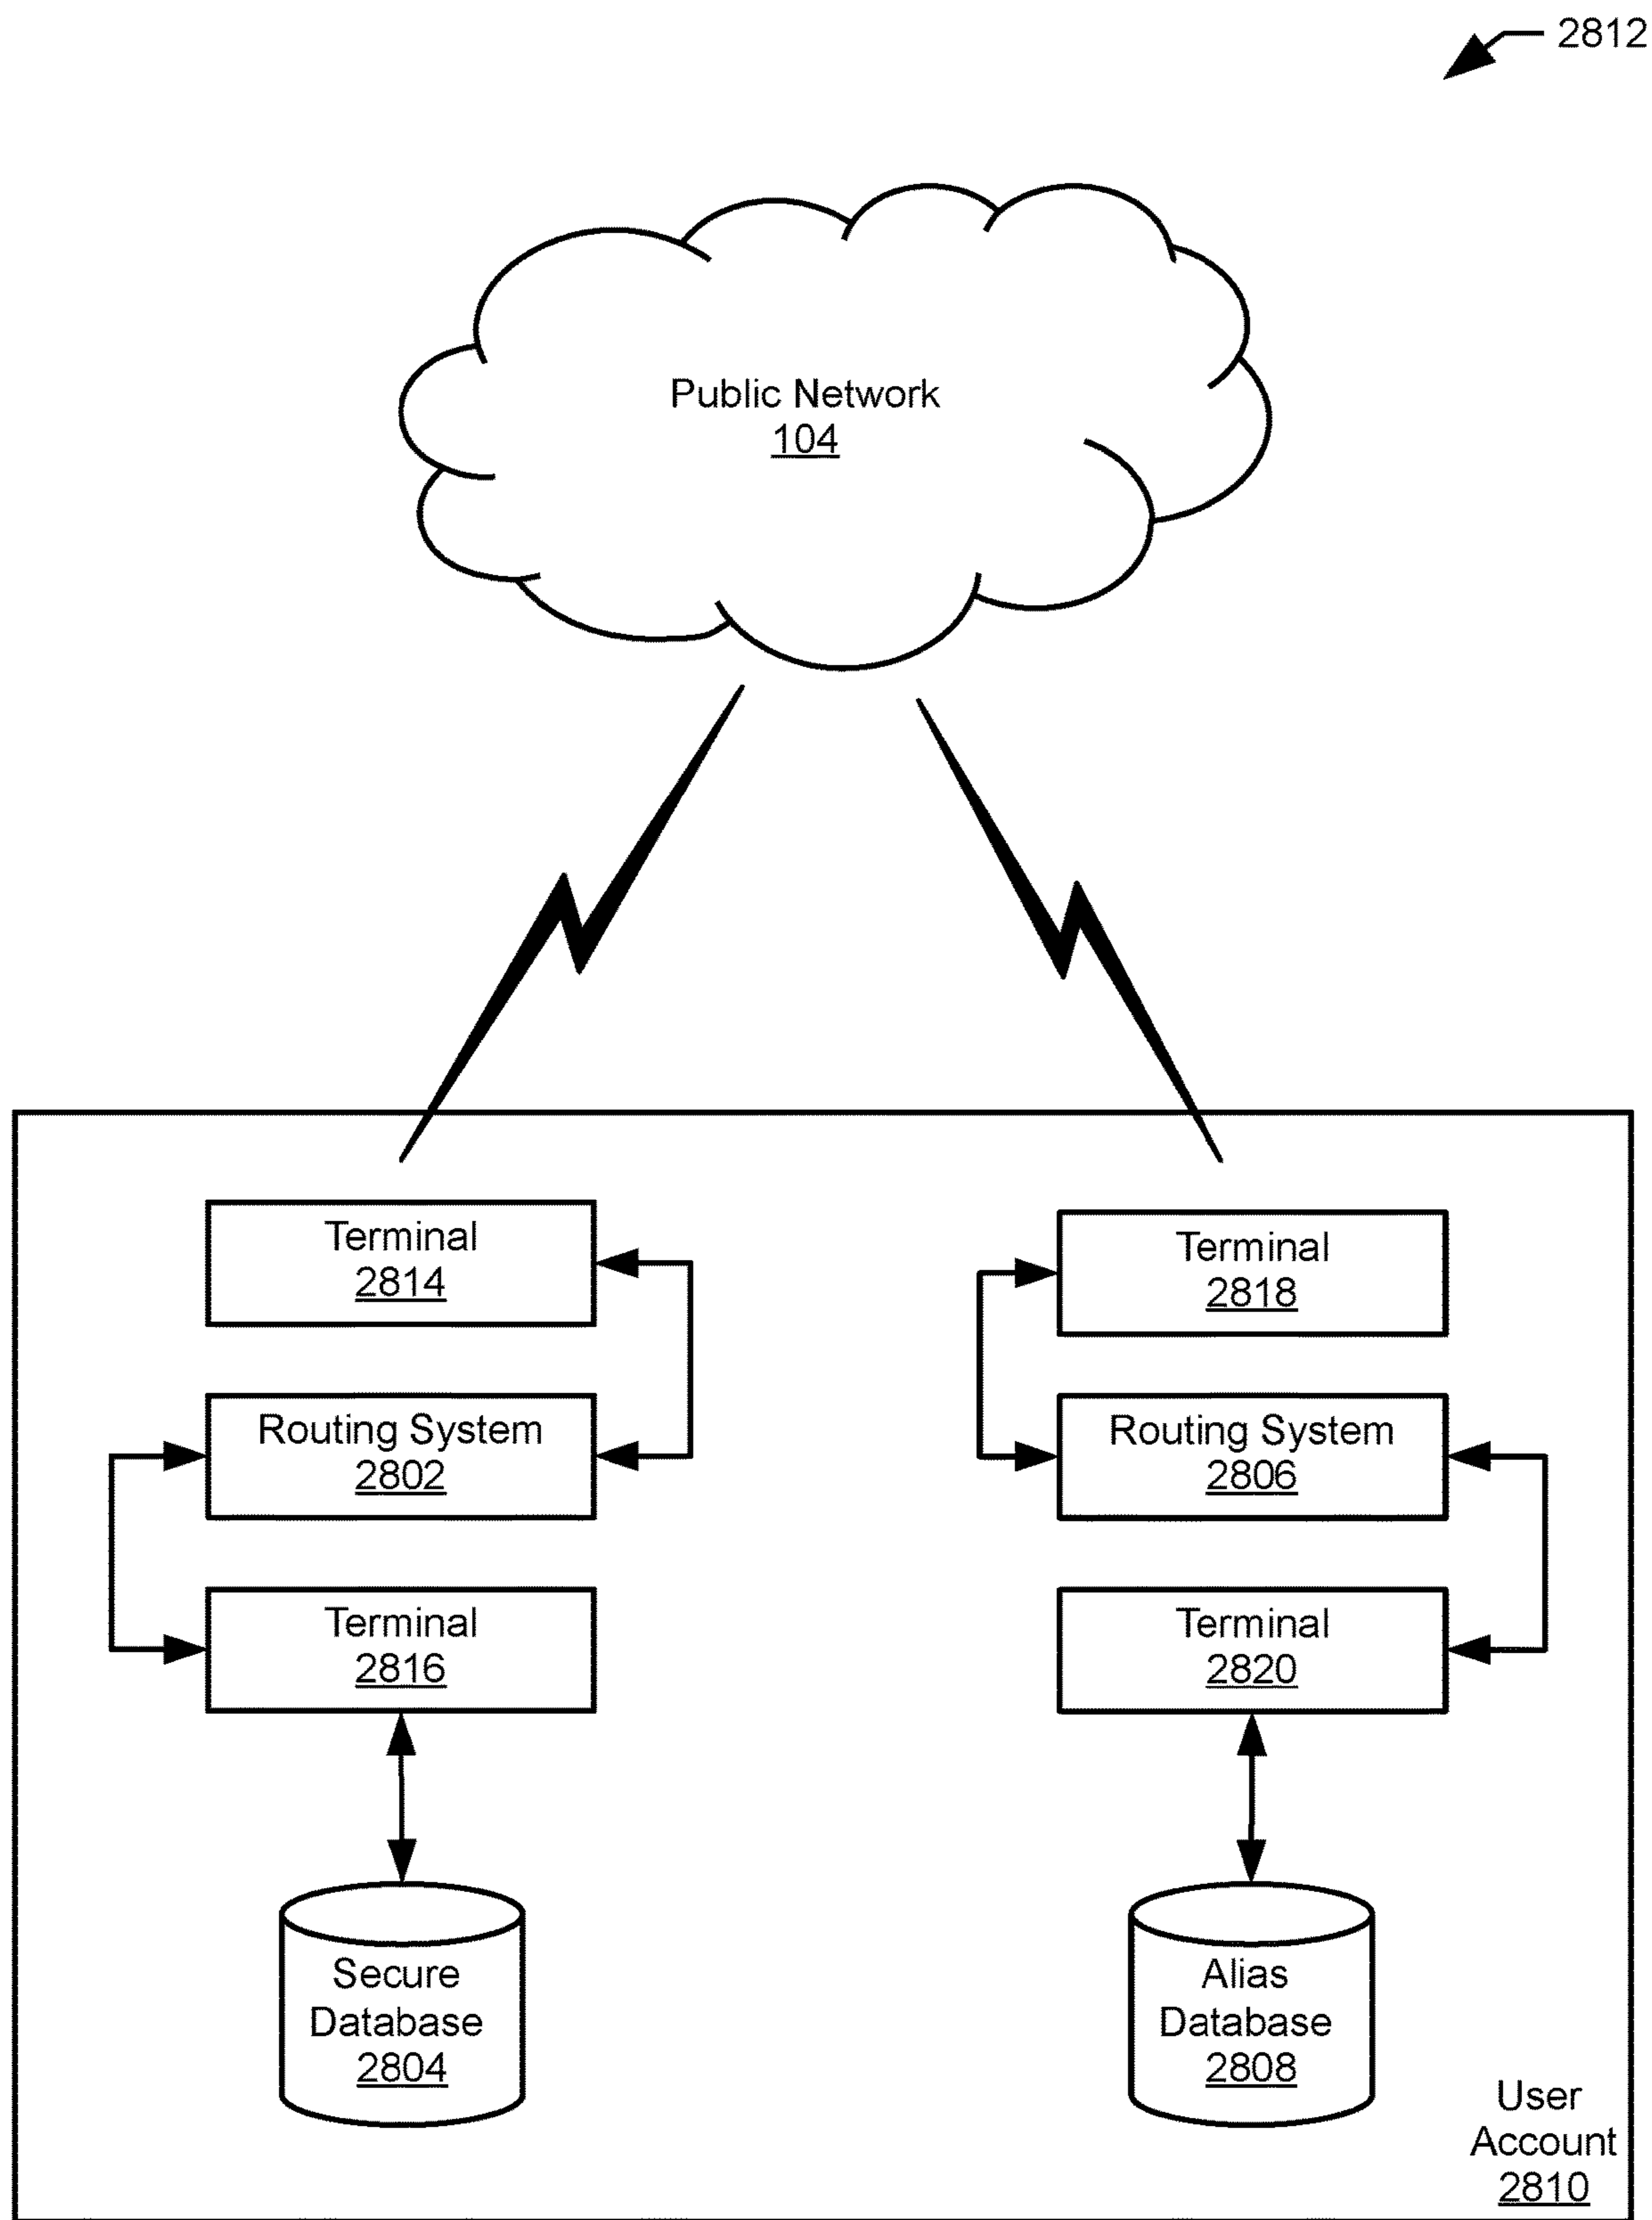 2812
Public Network
104
Terminal
2814
Terminal
2818
Routing System
2802
Routing System
2806
Terminal
2816
Terminal
2820
Secure
Database
2804
Alias
Database
2808
User
Account
2810